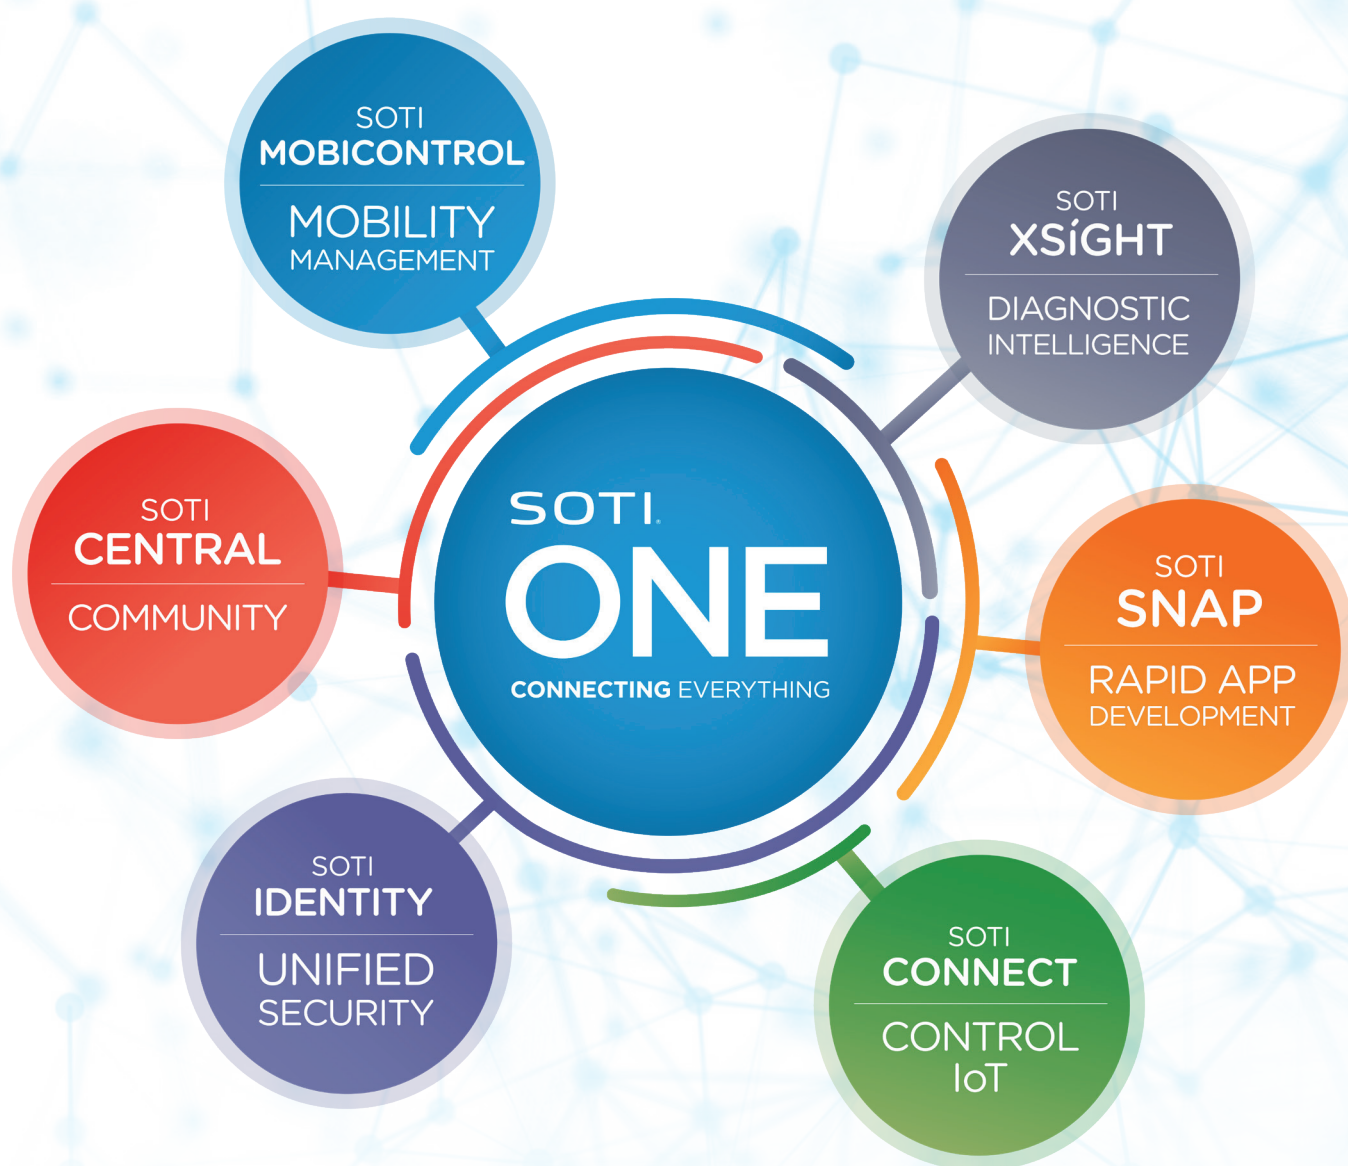 SOTI
MOBICONTROL
MOBILITY
MANAGEMENT
SOTI
XSíGHT
DIAGNOSTIC
INTELLIGENCE
SOTI
CENTRAL
COMMUNITY
SOTI.
ONE
CONNECTING EVERYTHING
SOTI
SNAP
RAPID APP
DEVELOPMENT
SOTI
IDENTITY
UNIFIED
SECURITY
SOTI
CONNECT
CONTROL
IoT